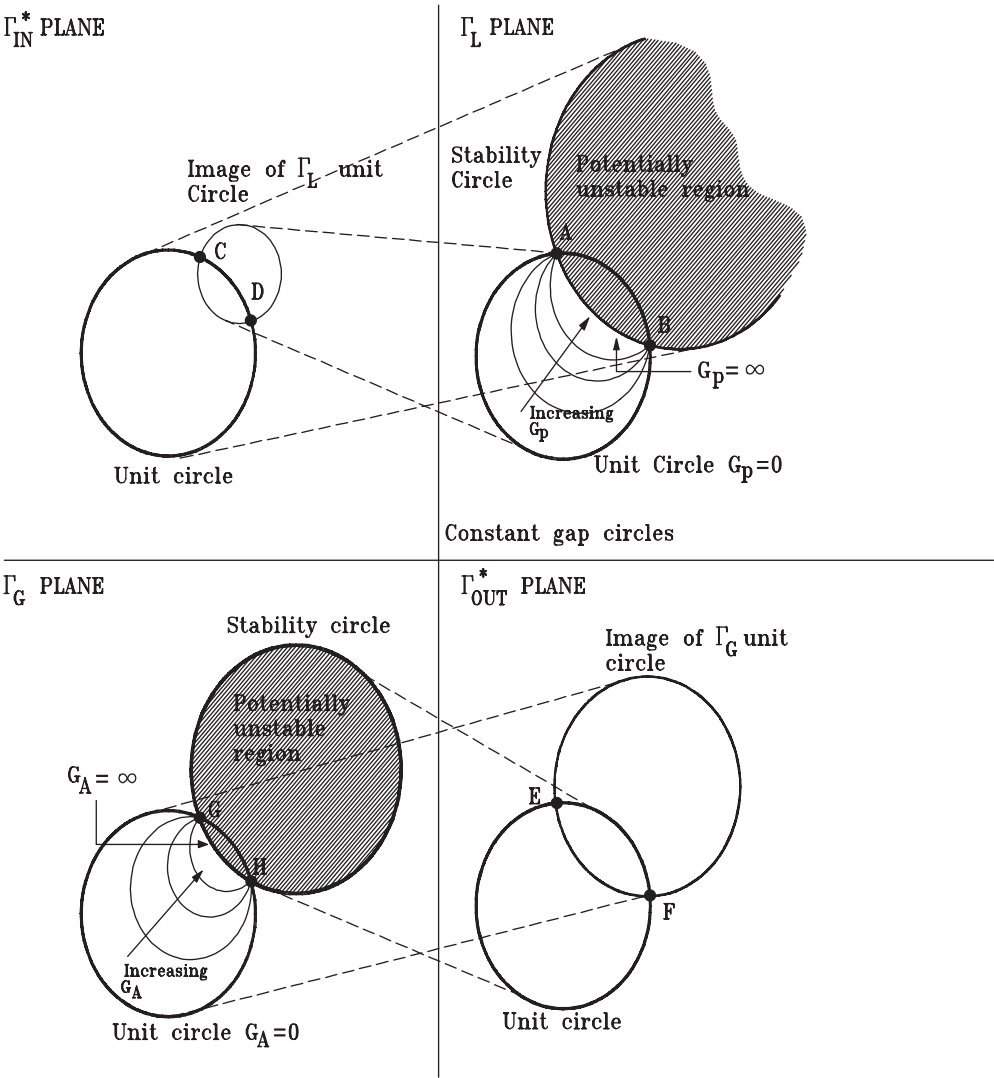 Γ*IN PLANE
Image of ΓL unit
Circle
C
D
Unit circle
ΓL PLANE
Stability
Circle
Potentially
unstable region
A
B
Gp=∞
Increasing
Gp
Unit Circle Gp=0
Constant gap circles
ΓG PLANE
Stability circle
Potentially
unstable
region
GA=∞
G
H
Increasing
GA
Unit circle GA=0
Γ*OUT PLANE
Image of ΓG unit
circle
E
F
Unit circle